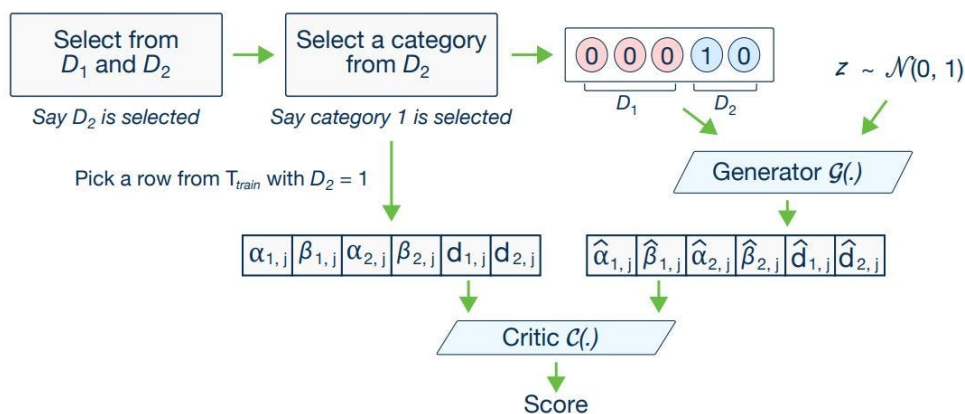 Select from
D₁ and D₂
Select a category
from D₂
0 0 0 1 0
D₁
D₂
z ~ 𝒩(0, 1)
Say D₂ is selected
Say category 1 is selected
Pick a row from T_train with D₂ = 1
Generator 𝒢(.)
α₁,ⱼ β₁,ⱼ α₂,ⱼ β₂,ⱼ d₁,ⱼ d₂,ⱼ
α̂₁,ⱼ β̂₁,ⱼ α̂₂,ⱼ β̂₂,ⱼ d̂₁,ⱼ d̂₂,ⱼ
Critic 𝒞(.)
Score